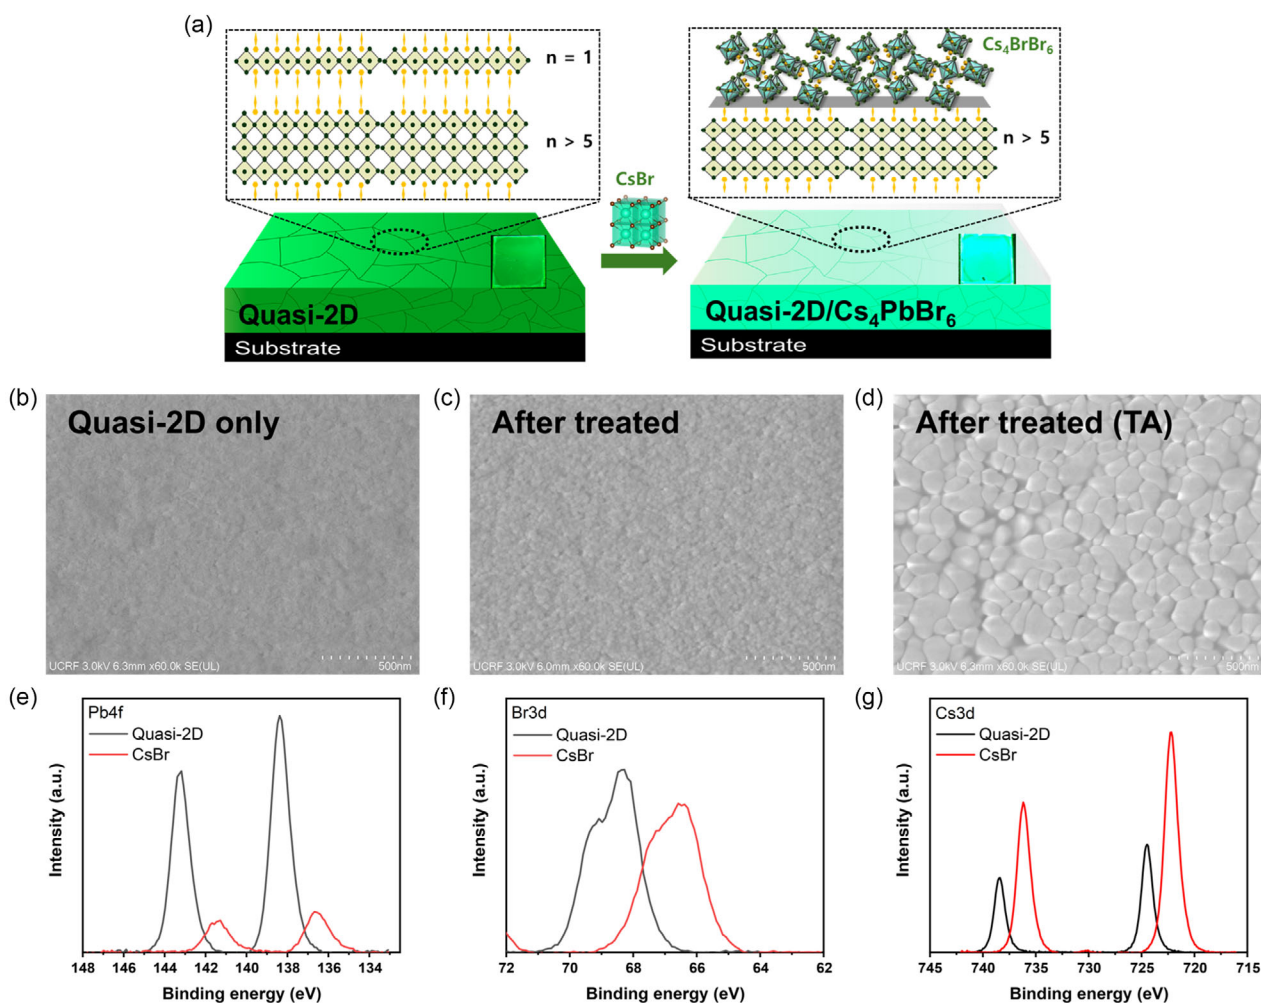 (a)
n = 1
n > 5
Quasi-2D
Substrate
CsBr
Cs₄BrBr₆
n > 5
Quasi-2D/Cs₄PbBr₆
Substrate
(b)
Quasi-2D only
UCRF 3.0kV 6.3mm x60.0k SE(UL)
500nm
(c)
After treated
UCRF 3.0kV 6.0mm x60.0k SE(UL)
500nm
(d)
After treated (TA)
UCRF 3.0kV 6.3mm x60.0k SE(UL)
500nm
(e)
Pb4f
Quasi-2D
CsBr
Intensity (a.u.)
148 146 144 142 140 138 136 134
Binding energy (eV)
(f)
Br3d
Quasi-2D
CsBr
Intensity (a.u.)
72 70 68 66 64 62
Binding energy (eV)
(g)
Cs3d
Quasi-2D
CsBr
Intensity (a.u.)
745 740 735 730 725 720 715
Binding energy (eV)